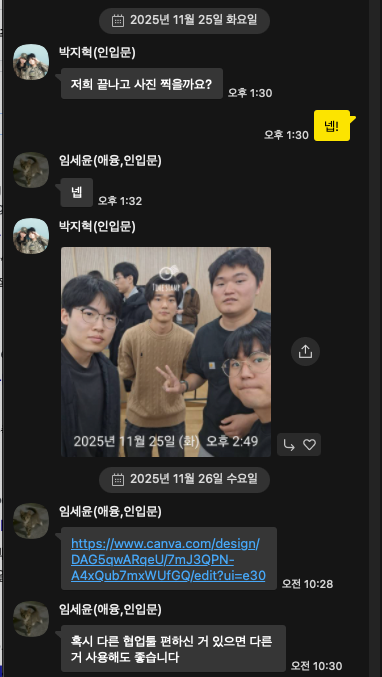 2025년 11월 25일 화요일
박지혁(인입문)
저희 끝나고 사진 찍을까요?
오후 1:30
오후 1:30
넵!
임세윤(애융,인입문)
넵
오후 1:32
박지혁(인입문)
TIMESTAMP
2025년 11월 25일 (화) 오후 2:49
2025년 11월 26일 수요일
임세윤(애융,인입문)
https://www.canva.com/design/
DAG5qwARqeU/7mJ3QPN-
A4xQub7mxWUfGQ/edit?ui=e30
오전 10:28
임세윤(애융,인입문)
혹시 다른 협업툴 편하신 거 있으면 다른
거 사용해도 좋습니다
오전 10:30